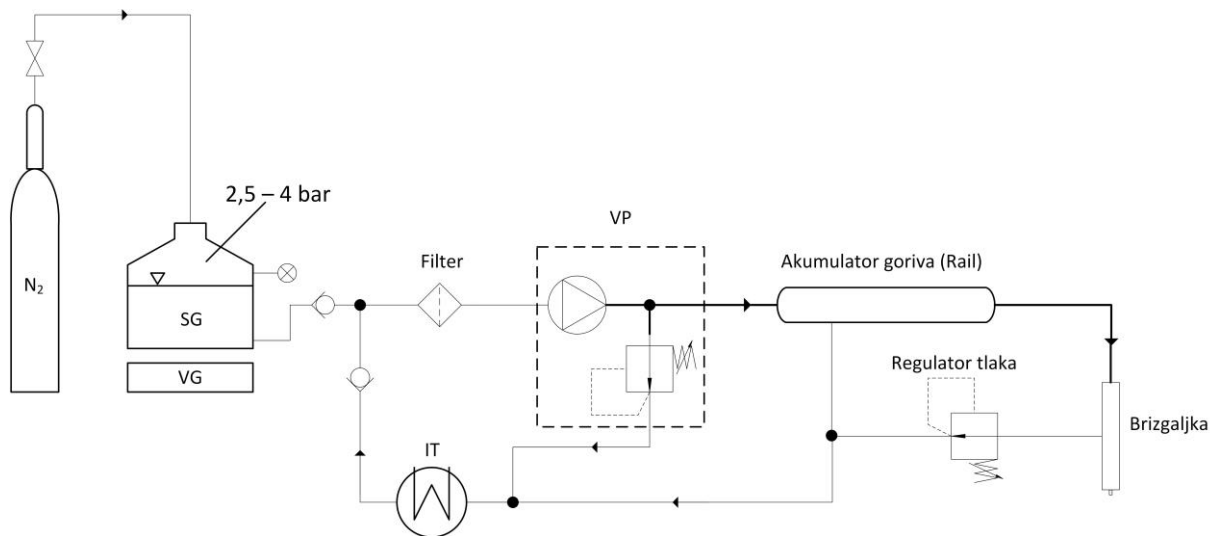 2,5 – 4 bar
VP
Filter
Akumulator goriva (Rail)
N₂
SG
Regulator tlaka
VG
Brizgaljka
IT